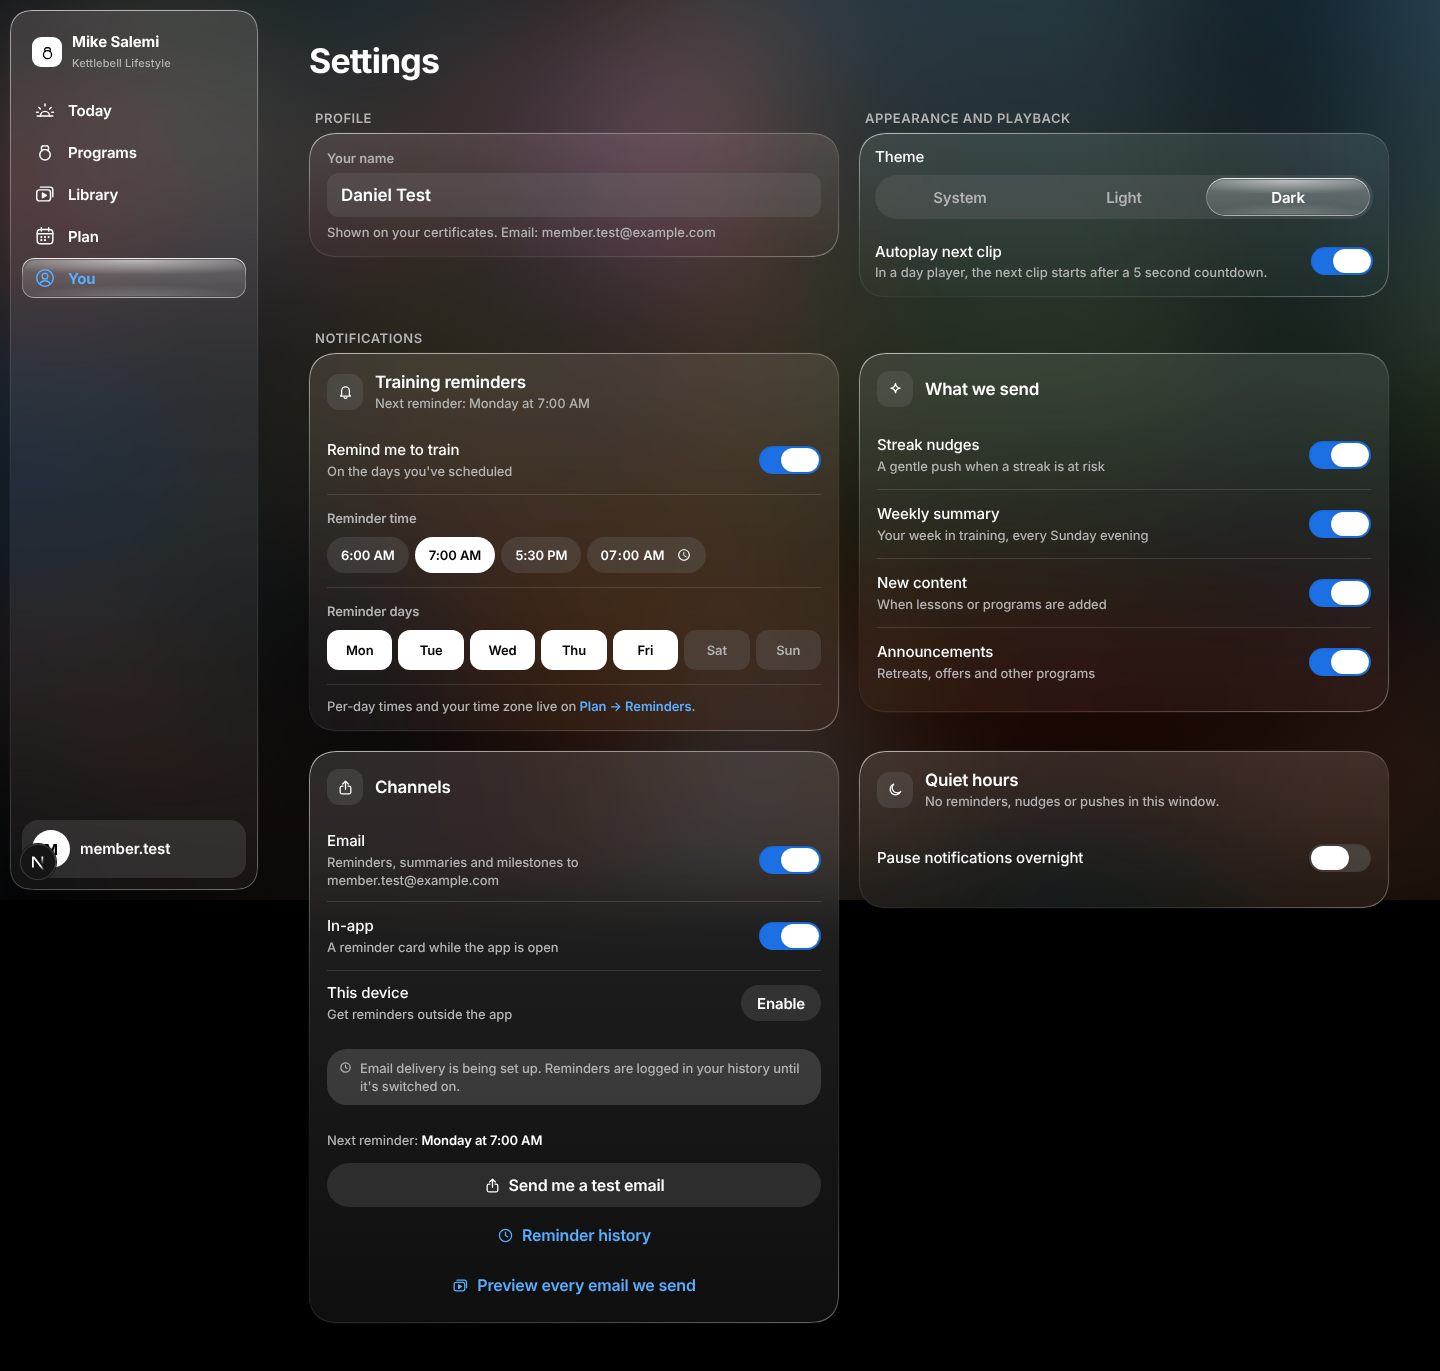 Mike Salemi
Kettlebell Lifestyle
Today
Programs
Library
Plan
You
member.test
N
Settings
PROFILE
Your name
Daniel Test
Shown on your certificates. Email: member.test@example.com
APPEARANCE AND PLAYBACK
Theme
System Light Dark
Autoplay next clip
In a day player, the next clip starts after a 5 second countdown.
NOTIFICATIONS
Training reminders
Next reminder: Monday at 7:00 AM
Remind me to train
On the days you've scheduled
Reminder time
6:00 AM 7:00 AM 5:30 PM 07:00 AM
Reminder days
Mon Tue Wed Thu Fri Sat Sun
Per-day times and your time zone live on Plan → Reminders.
What we send
Streak nudges
A gentle push when a streak is at risk
Weekly summary
Your week in training, every Sunday evening
New content
When lessons or programs are added
Announcements
Retreats, offers and other programs
Channels
Email
Reminders, summaries and milestones to
member.test@example.com
In-app
A reminder card while the app is open
This device
Get reminders outside the app
Enable
Email delivery is being set up. Reminders are logged in your history until
it's switched on.
Next reminder: Monday at 7:00 AM
Send me a test email
Reminder history
Preview every email we send
Quiet hours
No reminders, nudges or pushes in this window.
Pause notifications overnight